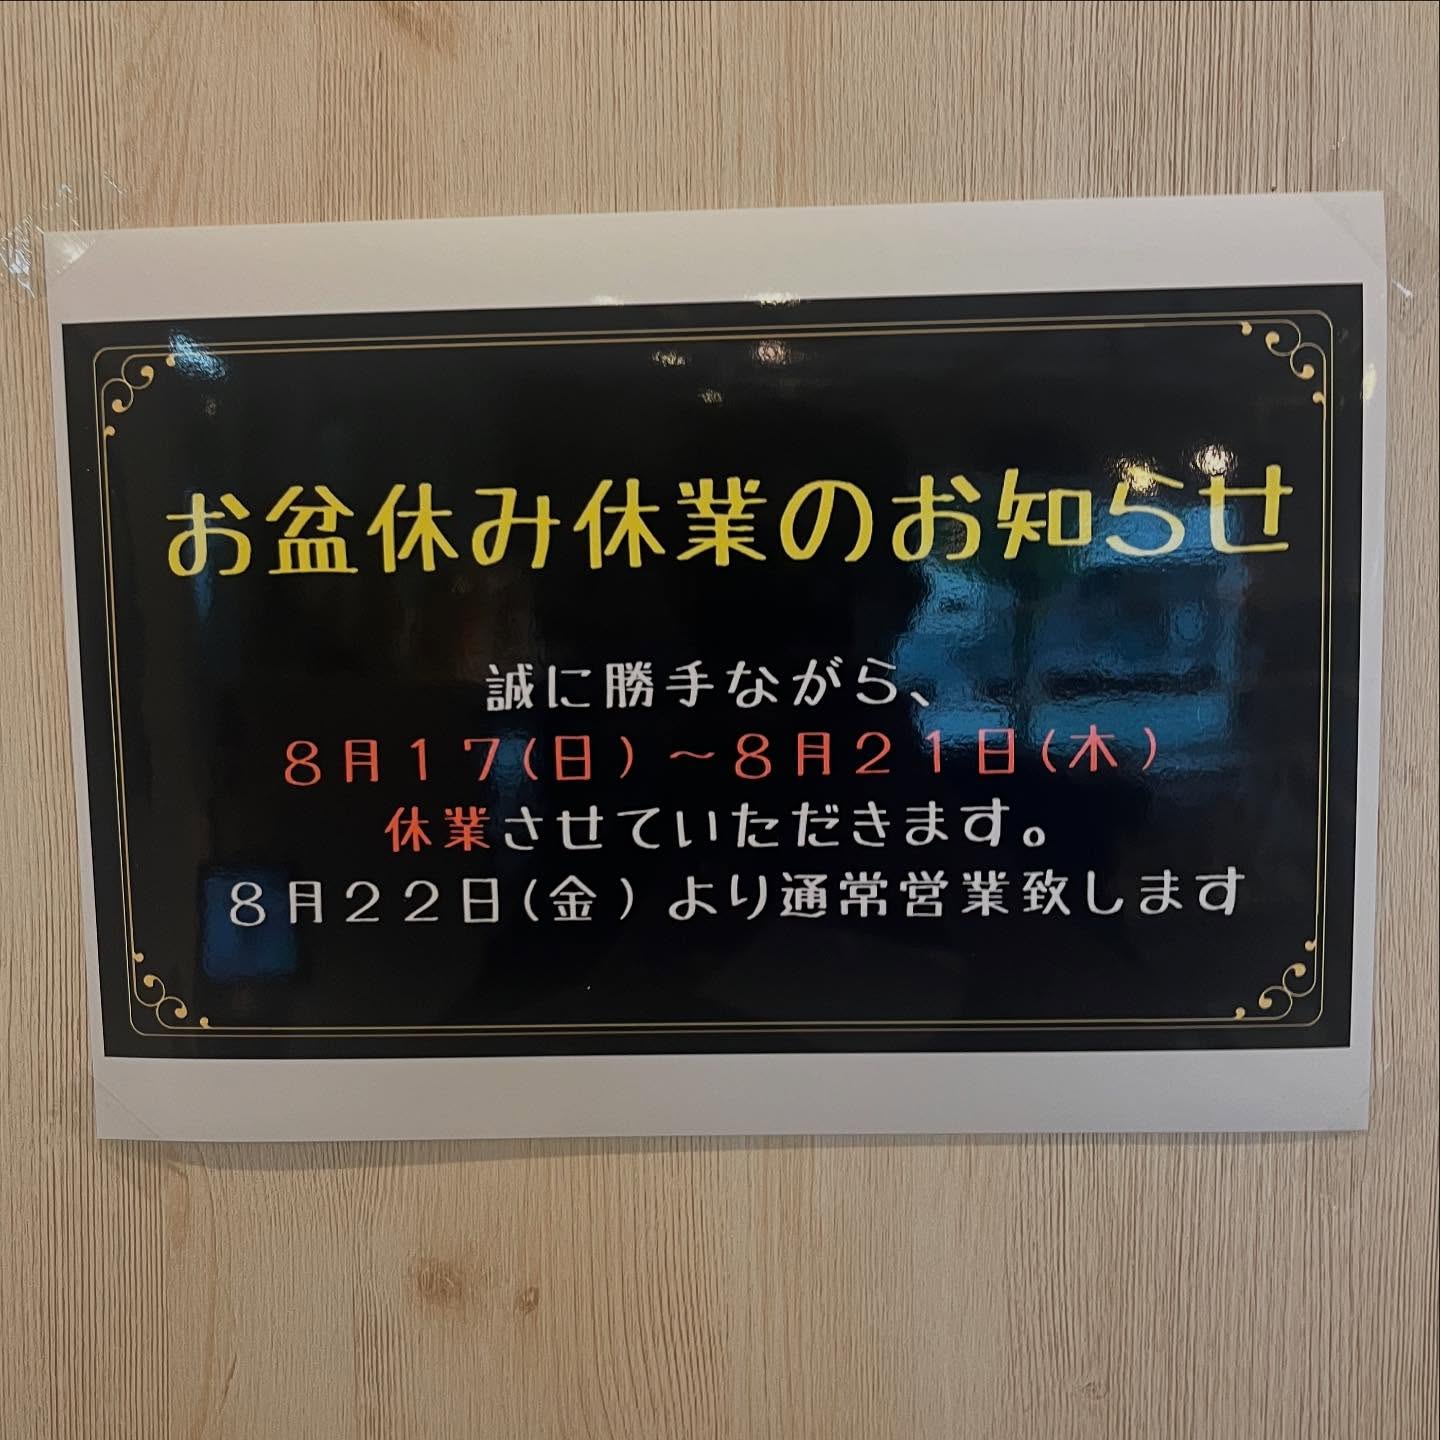 お盆休み休業のお知らせ
誠に勝手ながら、
８月１７(日)～８月２１日(木)
休業させていただきます。
８月２２日(金)より通常営業致します